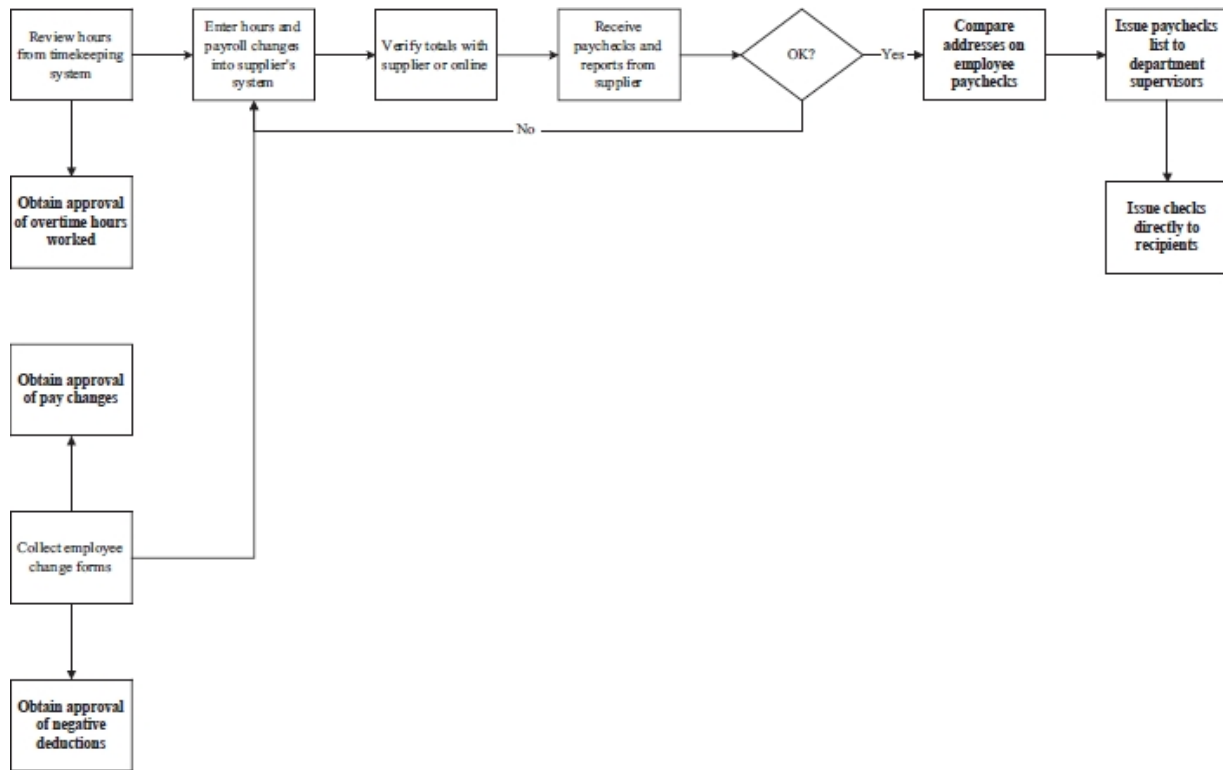 Review hours
from timekeeping
system
Enter hours and
payroll changes
into supplier's
system
Verify totals with
supplier or online
Receive
paychecks and
reports from
supplier
OK?
Yes
Compare
addresses on
employee
paychecks
Issue paychecks
list to
department
supervisors
No
Obtain approval
of overtime hours
worked
Issue checks
directly to
recipients
Obtain approval
of pay changes
Collect employee
change forms
Obtain approval
of negative
deductions